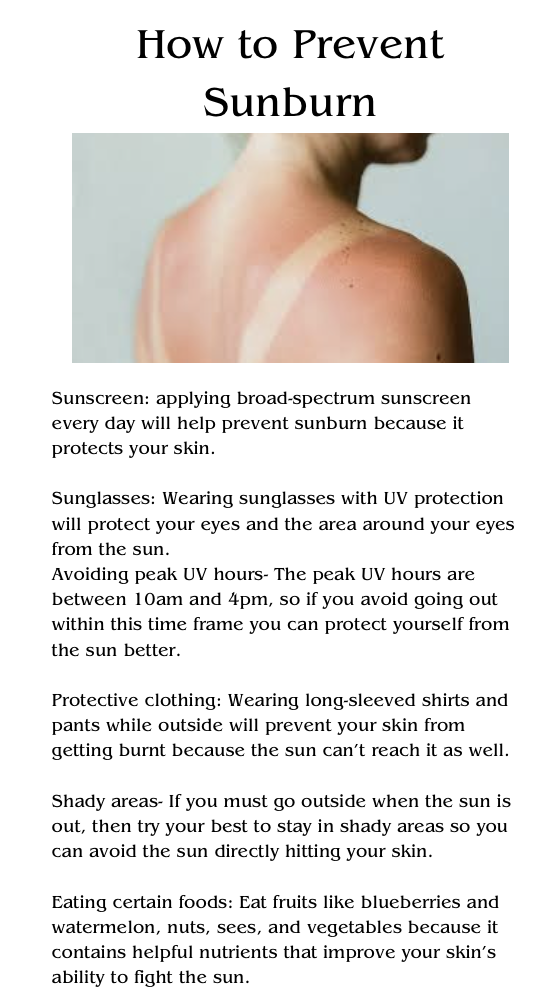 How to Prevent
Sunburn
Sunscreen: applying broad-spectrum sunscreen
every day will help prevent sunburn because it
protects your skin.
Sunglasses: Wearing sunglasses with UV protection
will protect your eyes and the area around your eyes
from the sun.
Avoiding peak UV hours- The peak UV hours are
between 10am and 4pm, so if you avoid going out
within this time frame you can protect yourself from
the sun better.
Protective clothing: Wearing long-sleeved shirts and
pants while outside will prevent your skin from
getting burnt because the sun can’t reach it as well.
Shady areas- If you must go outside when the sun is
out, then try your best to stay in shady areas so you
can avoid the sun directly hitting your skin.
Eating certain foods: Eat fruits like blueberries and
watermelon, nuts, sees, and vegetables because it
contains helpful nutrients that improve your skin’s
ability to fight the sun.